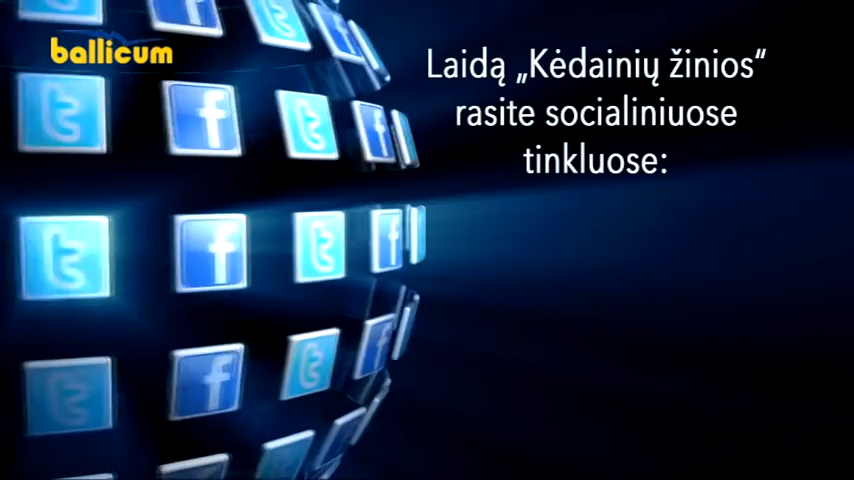 ballicum
Laidą „Kėdainių žinios“
rasite socialiniuose
tinkluose: